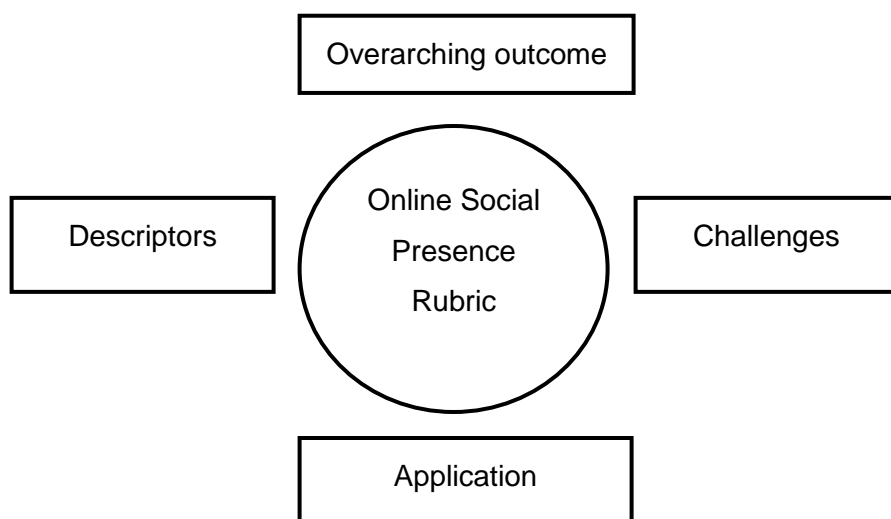 Overarching outcome
Online Social
Presence
Rubric
Descriptors
Challenges
Application